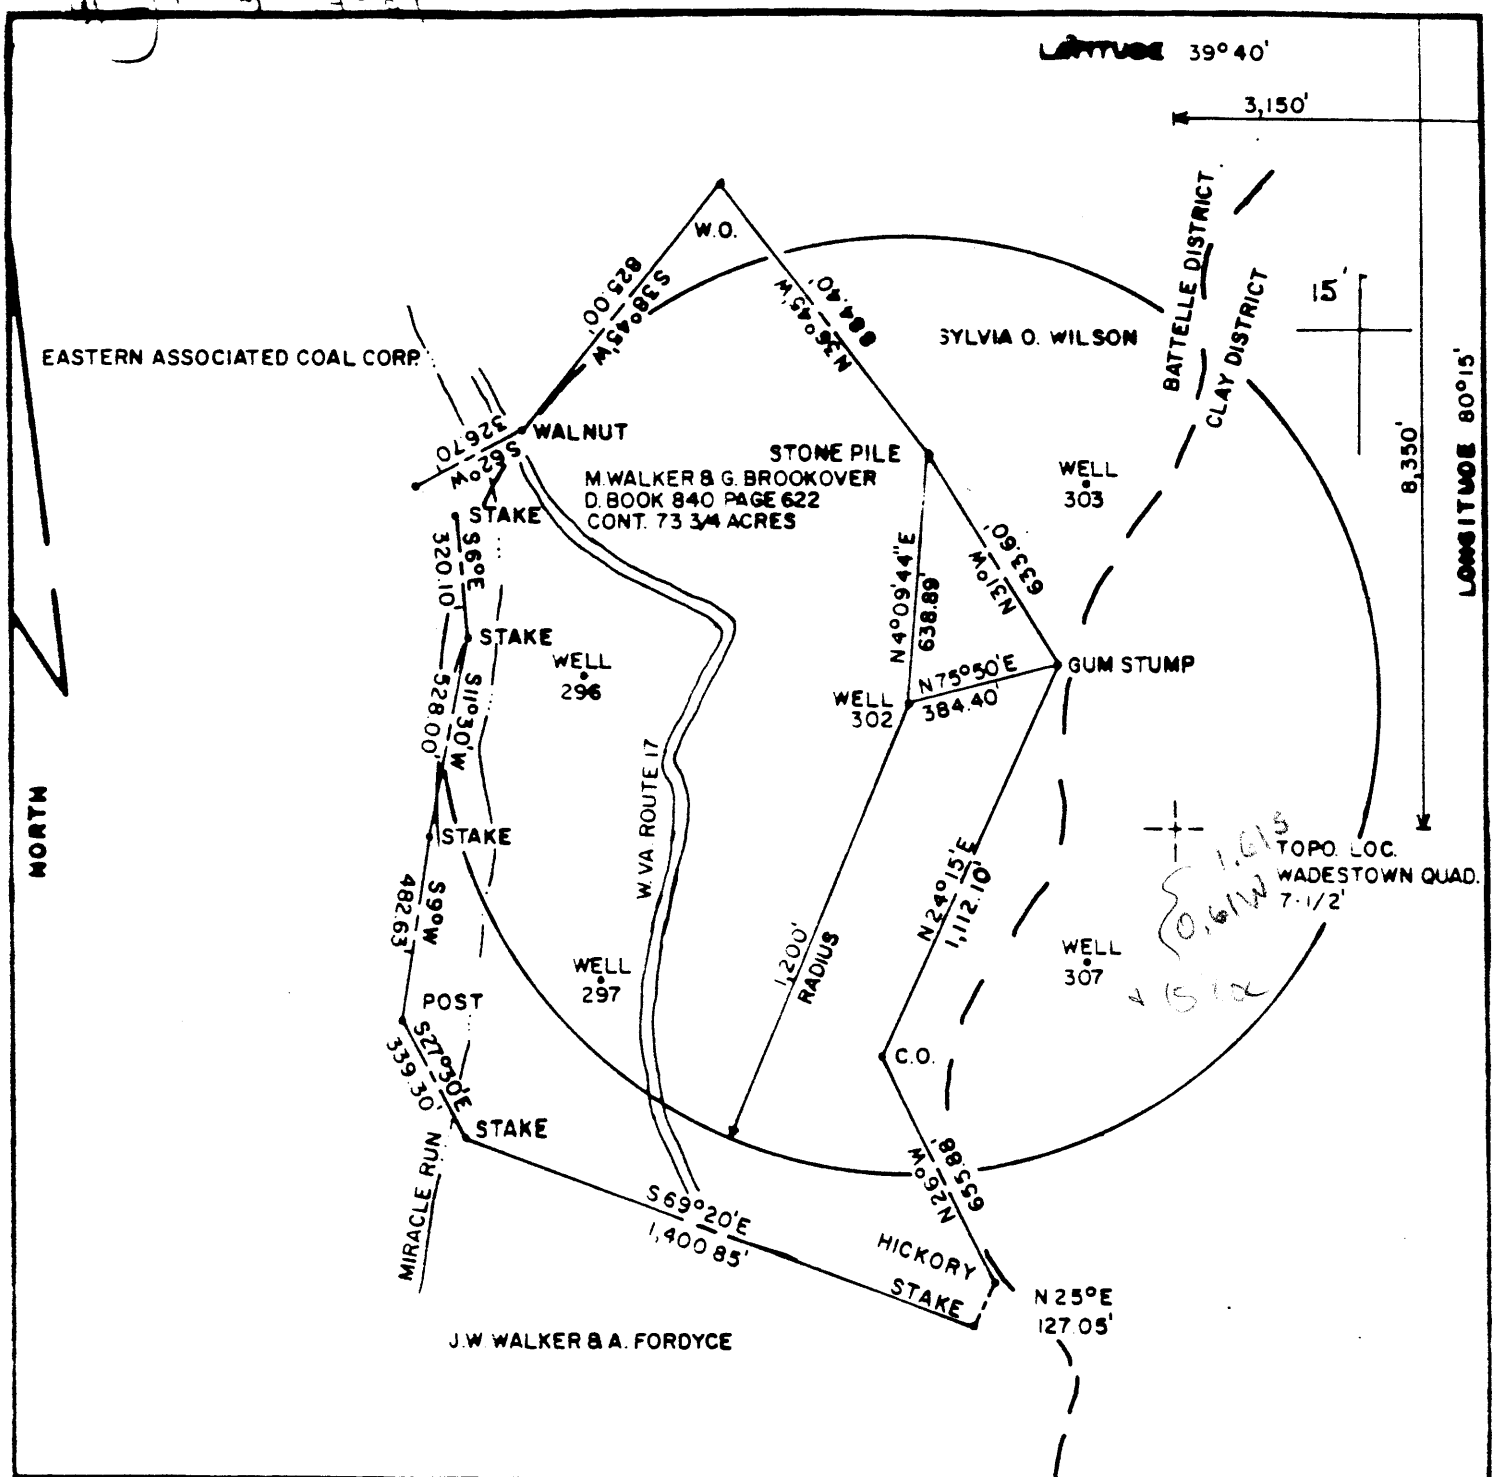 LATITUDE 39°40'
3,150'
W.O.
S38°45'W
825.00'
N36°45'W
884.40'
BATTELLE DISTRICT
CLAY DISTRICT
15'
SYLVIA O. WILSON
EASTERN ASSOCIATED COAL CORP.
LONGITUDE 80°15'
8,350'
326.70
S62°W
WALNUT
STONE PILE
M. WALKER & G. BROOKOVER
D. BOOK 840 PAGE 622
CONT. 73 3/4 ACRES
WELL
303
STAKE
S6°E
320.10'
N31°W
633.60'
N4°09'44"E
638.89'
STAKE
WELL
296
GUM STUMP
N75°50'E
384.40'
WELL
302
S11°30'W
528.00'
W. VA. ROUTE 17
NORTH
STAKE
TOPO. LOC.
WADESTOWN QUAD.
7-1/2'
1.61S
0.61W
15' loc
S9°W
482.63'
N24°15'E
1,112.10'
1,200'
RADIUS
WELL
307
WELL
297
POST
S27°30'E
339.30'
C.O.
STAKE
MIRACLE RUN
N26°W
655.88'
S69°20'E
1,400.85'
HICKORY
STAKE
N25°E
127.05'
J.W. WALKER & A. FORDYCE